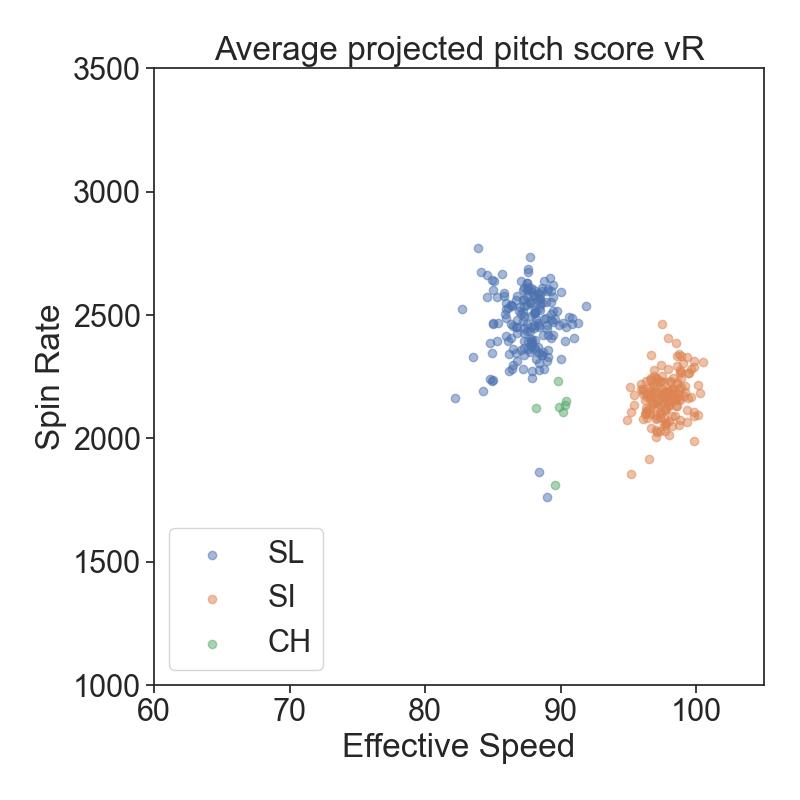 Average projected pitch score vR
3500
3000
2500
2000
1500
1000
Spin Rate
SL
SI
CH
60 70 80 90 100
Effective Speed